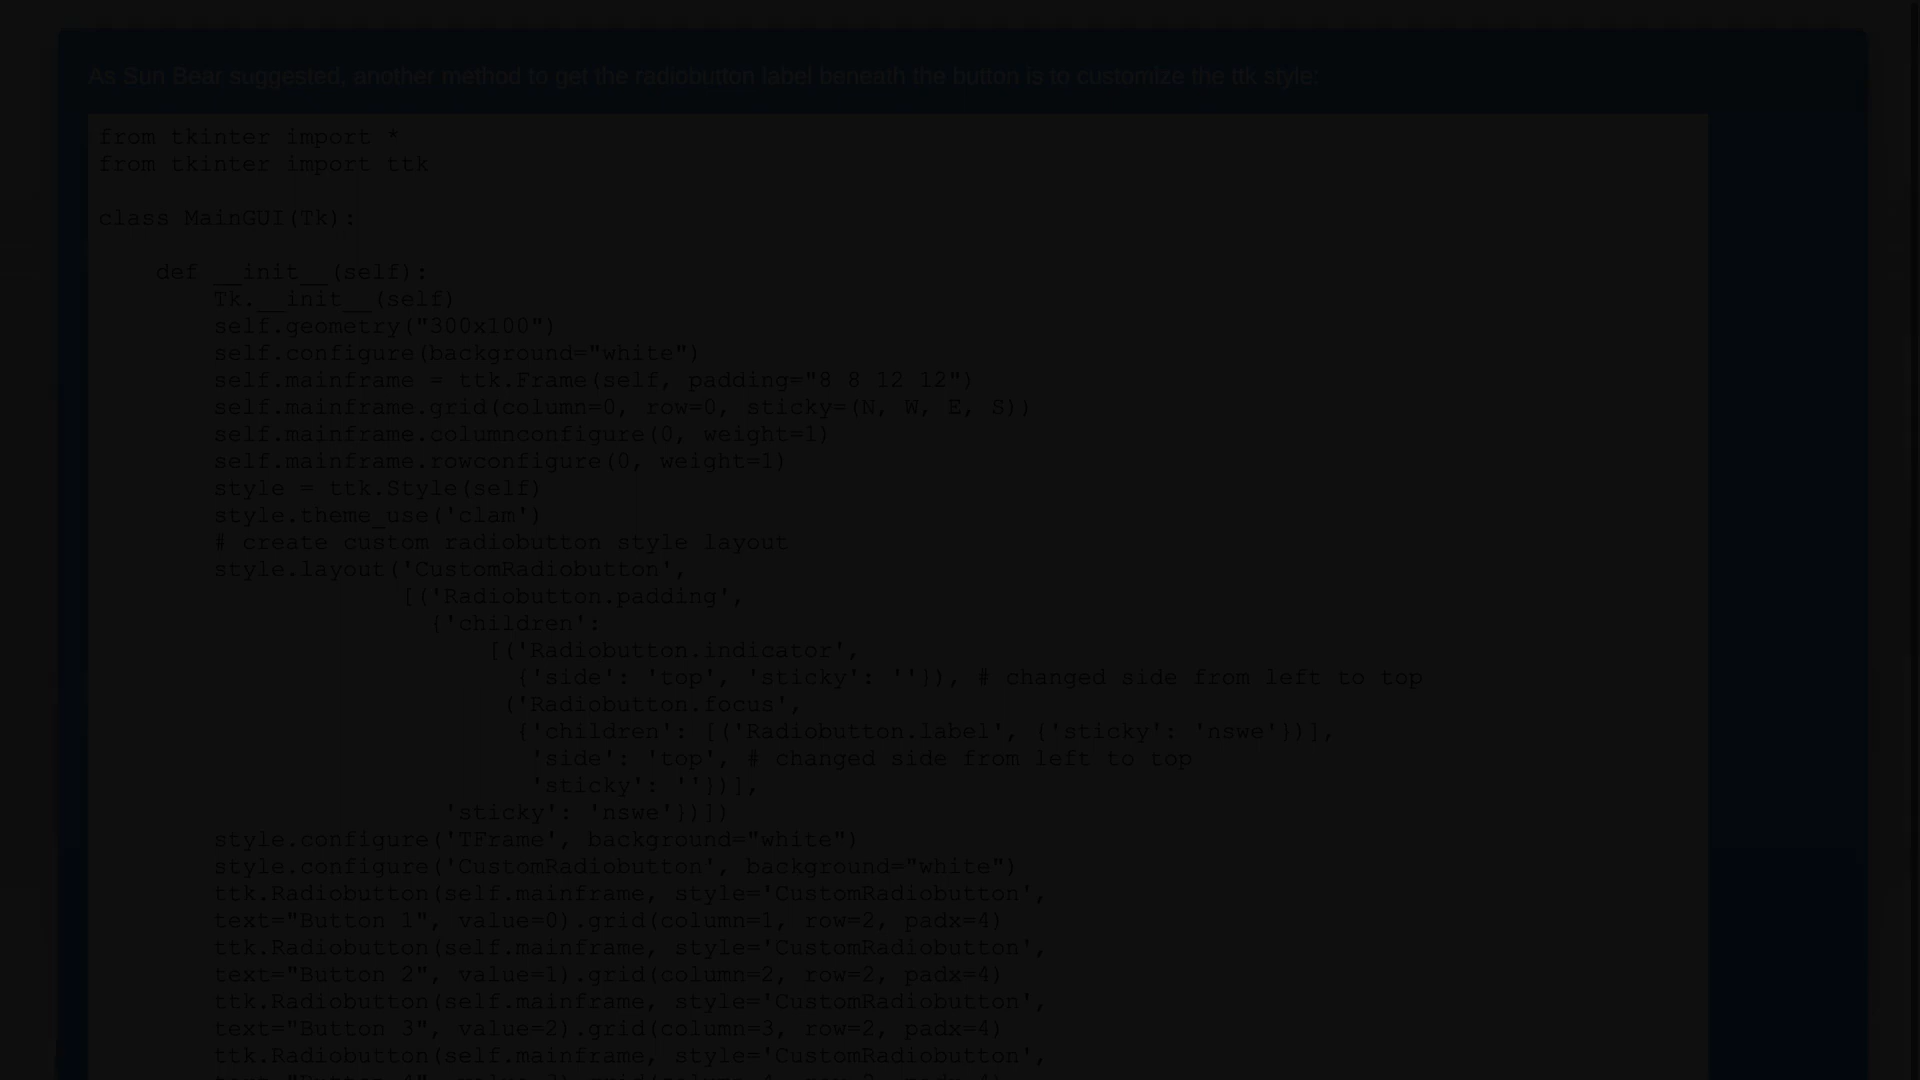 As Sun Bear suggested, another method to get the radiobutton label beneath the button is to customize the ttk style:
from tkinter import *
from tkinter import ttk
class MainGUI(Tk):
    def __init__(self):
        Tk.__init__(self)
        self.geometry("300x100")
        self.configure(background="white")
        self.mainframe = ttk.Frame(self, padding="8 8 12 12")
        self.mainframe.grid(column=0, row=0, sticky=(N, W, E, S))
        self.mainframe.columnconfigure(0, weight=1)
        self.mainframe.rowconfigure(0, weight=1)
        style = ttk.Style(self)
        style.theme_use('clam')
        # create custom radiobutton style layout
        style.layout('CustomRadiobutton',
                     [('Radiobutton.padding',
                       {'children':
                           [('Radiobutton.indicator',
                             {'side': 'top', 'sticky': ''}), # changed side from left to top
                            ('Radiobutton.focus',
                             {'children': [('Radiobutton.label', {'sticky': 'nswe'})],
                              'side': 'top', # changed side from left to top
                              'sticky': ''})],
                        'sticky': 'nswe'})])
        style.configure('TFrame', background="white")
        style.configure('CustomRadiobutton', background="white")
        ttk.Radiobutton(self.mainframe, style='CustomRadiobutton',
        text="Button 1", value=0).grid(column=1, row=2, padx=4)
        ttk.Radiobutton(self.mainframe, style='CustomRadiobutton',
        text="Button 2", value=1).grid(column=2, row=2, padx=4)
        ttk.Radiobutton(self.mainframe, style='CustomRadiobutton',
        text="Button 3", value=2).grid(column=3, row=2, padx=4)
        ttk.Radiobutton(self.mainframe, style='CustomRadiobutton',